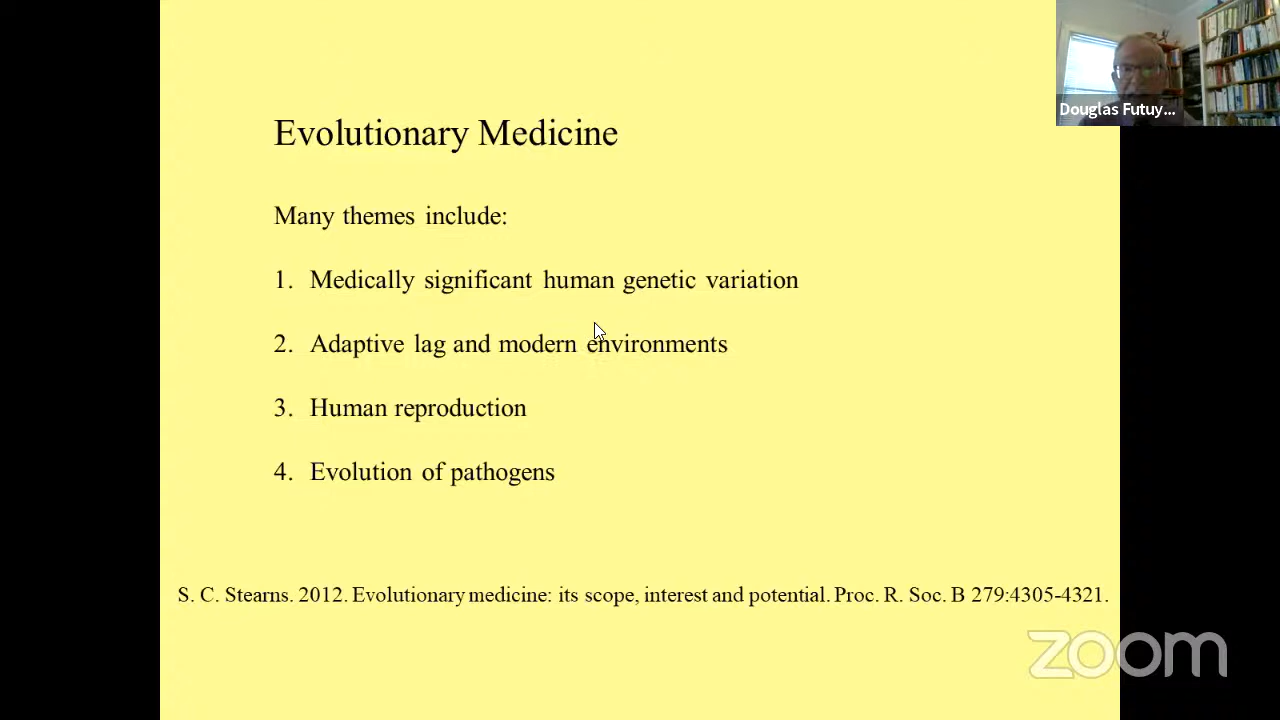 Evolutionary Medicine
Many themes include:
1. Medically significant human genetic variation
2. Adaptive lag and modern environments
3. Human reproduction
4. Evolution of pathogens
S. C. Stearns. 2012. Evolutionary medicine: its scope, interest and potential. Proc. R. Soc. B 279:4305-4321.
Douglas Futuy...
zoom